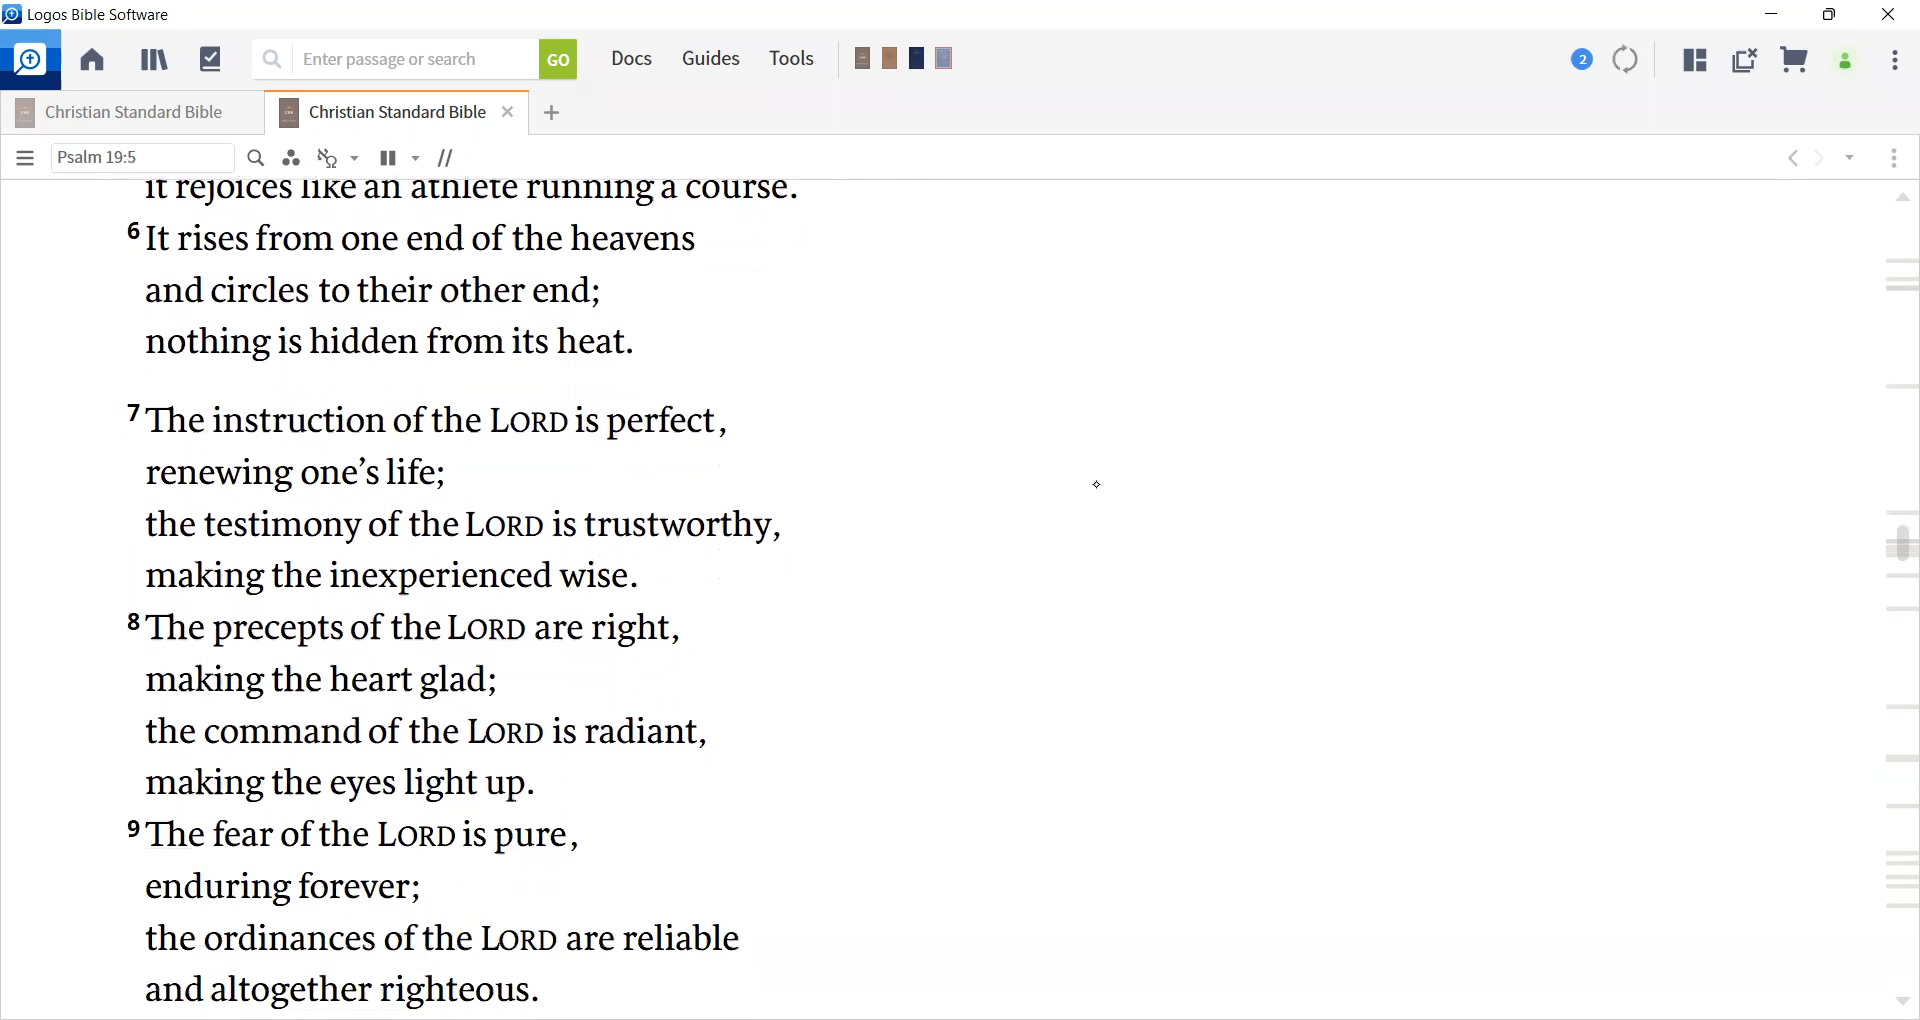 Logos Bible Software
Enter passage or search
GO
Docs
Guides
Tools
2
Christian Standard Bible
Christian Standard Bible
Psalm 19:5
it rejoices like an athlete running a course.
6 It rises from one end of the heavens
and circles to their other end;
nothing is hidden from its heat.
7 The instruction of the LORD is perfect,
renewing one’s life;
the testimony of the LORD is trustworthy,
making the inexperienced wise.
8 The precepts of the LORD are right,
making the heart glad;
the command of the LORD is radiant,
making the eyes light up.
9 The fear of the LORD is pure,
enduring forever;
the ordinances of the LORD are reliable
and altogether righteous.